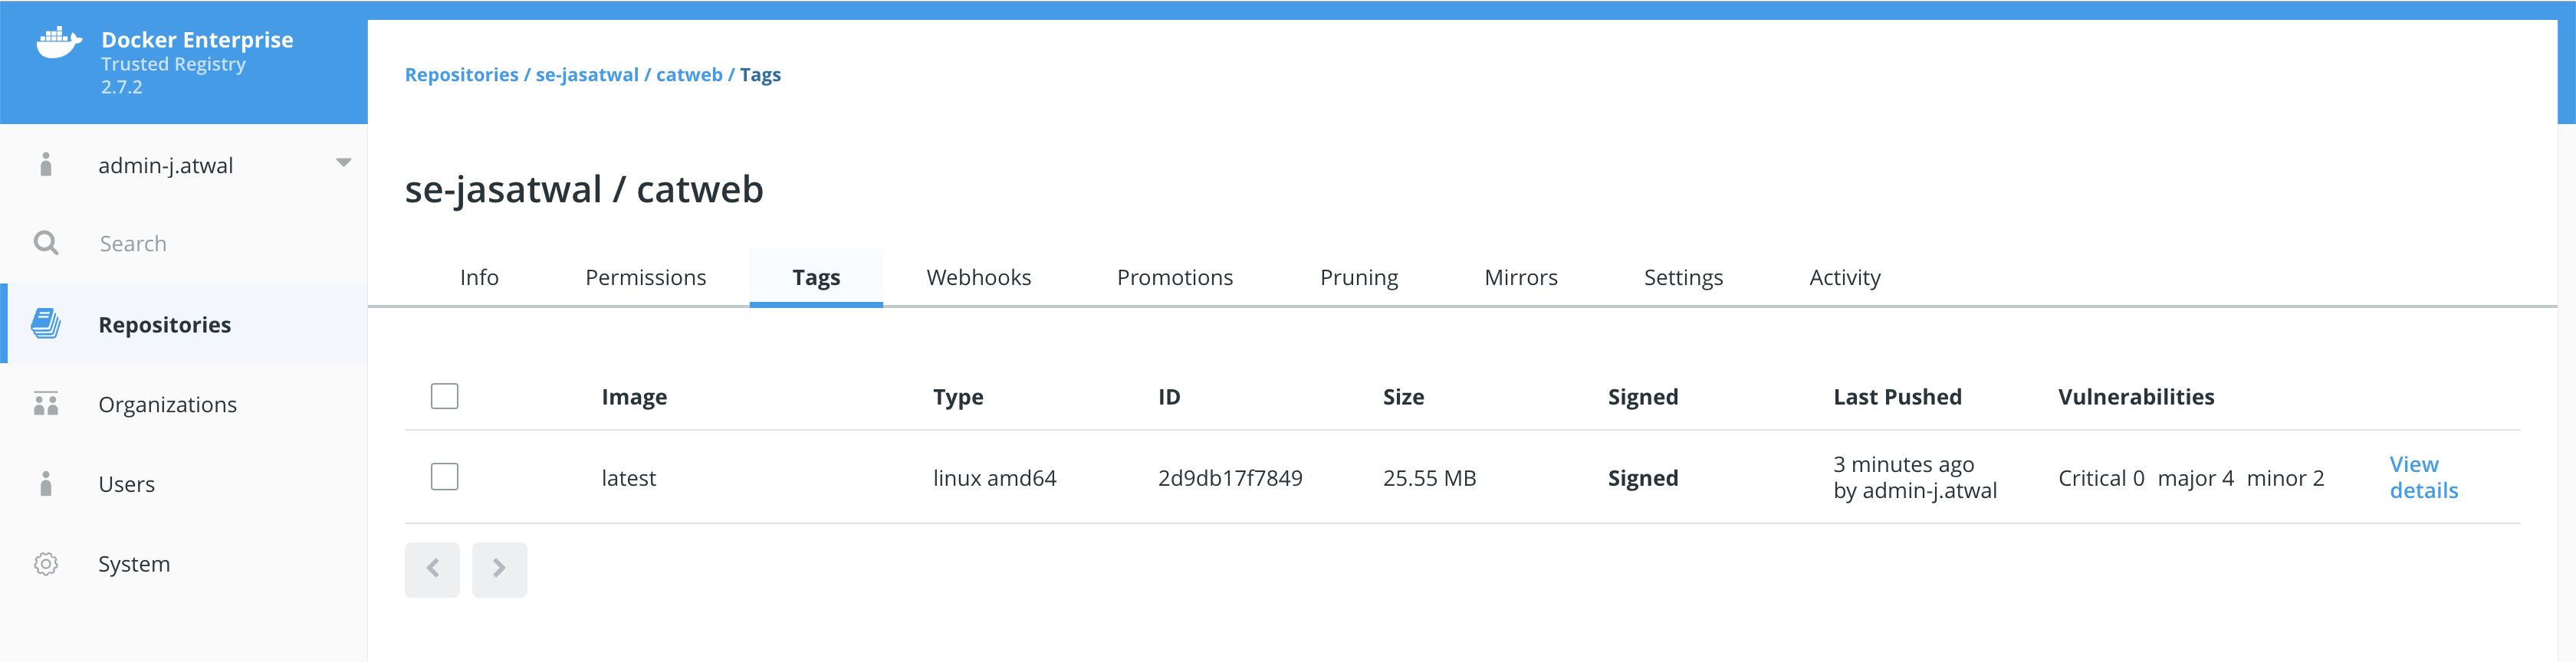 Docker Enterprise
Trusted Registry
2.7.2
admin-j.atwal
Search
Repositories
Organizations
Users
System
Repositories / se-jasatwal / catweb / Tags
se-jasatwal / catweb
Info Permissions Tags Webhooks Promotions Pruning Mirrors Settings Activity
Image Type ID Size Signed Last Pushed Vulnerabilities
latest linux amd64 2d9db17f7849 25.55 MB Signed 3 minutes ago
by admin-j.atwal Critical 0 major 4 minor 2 View
details